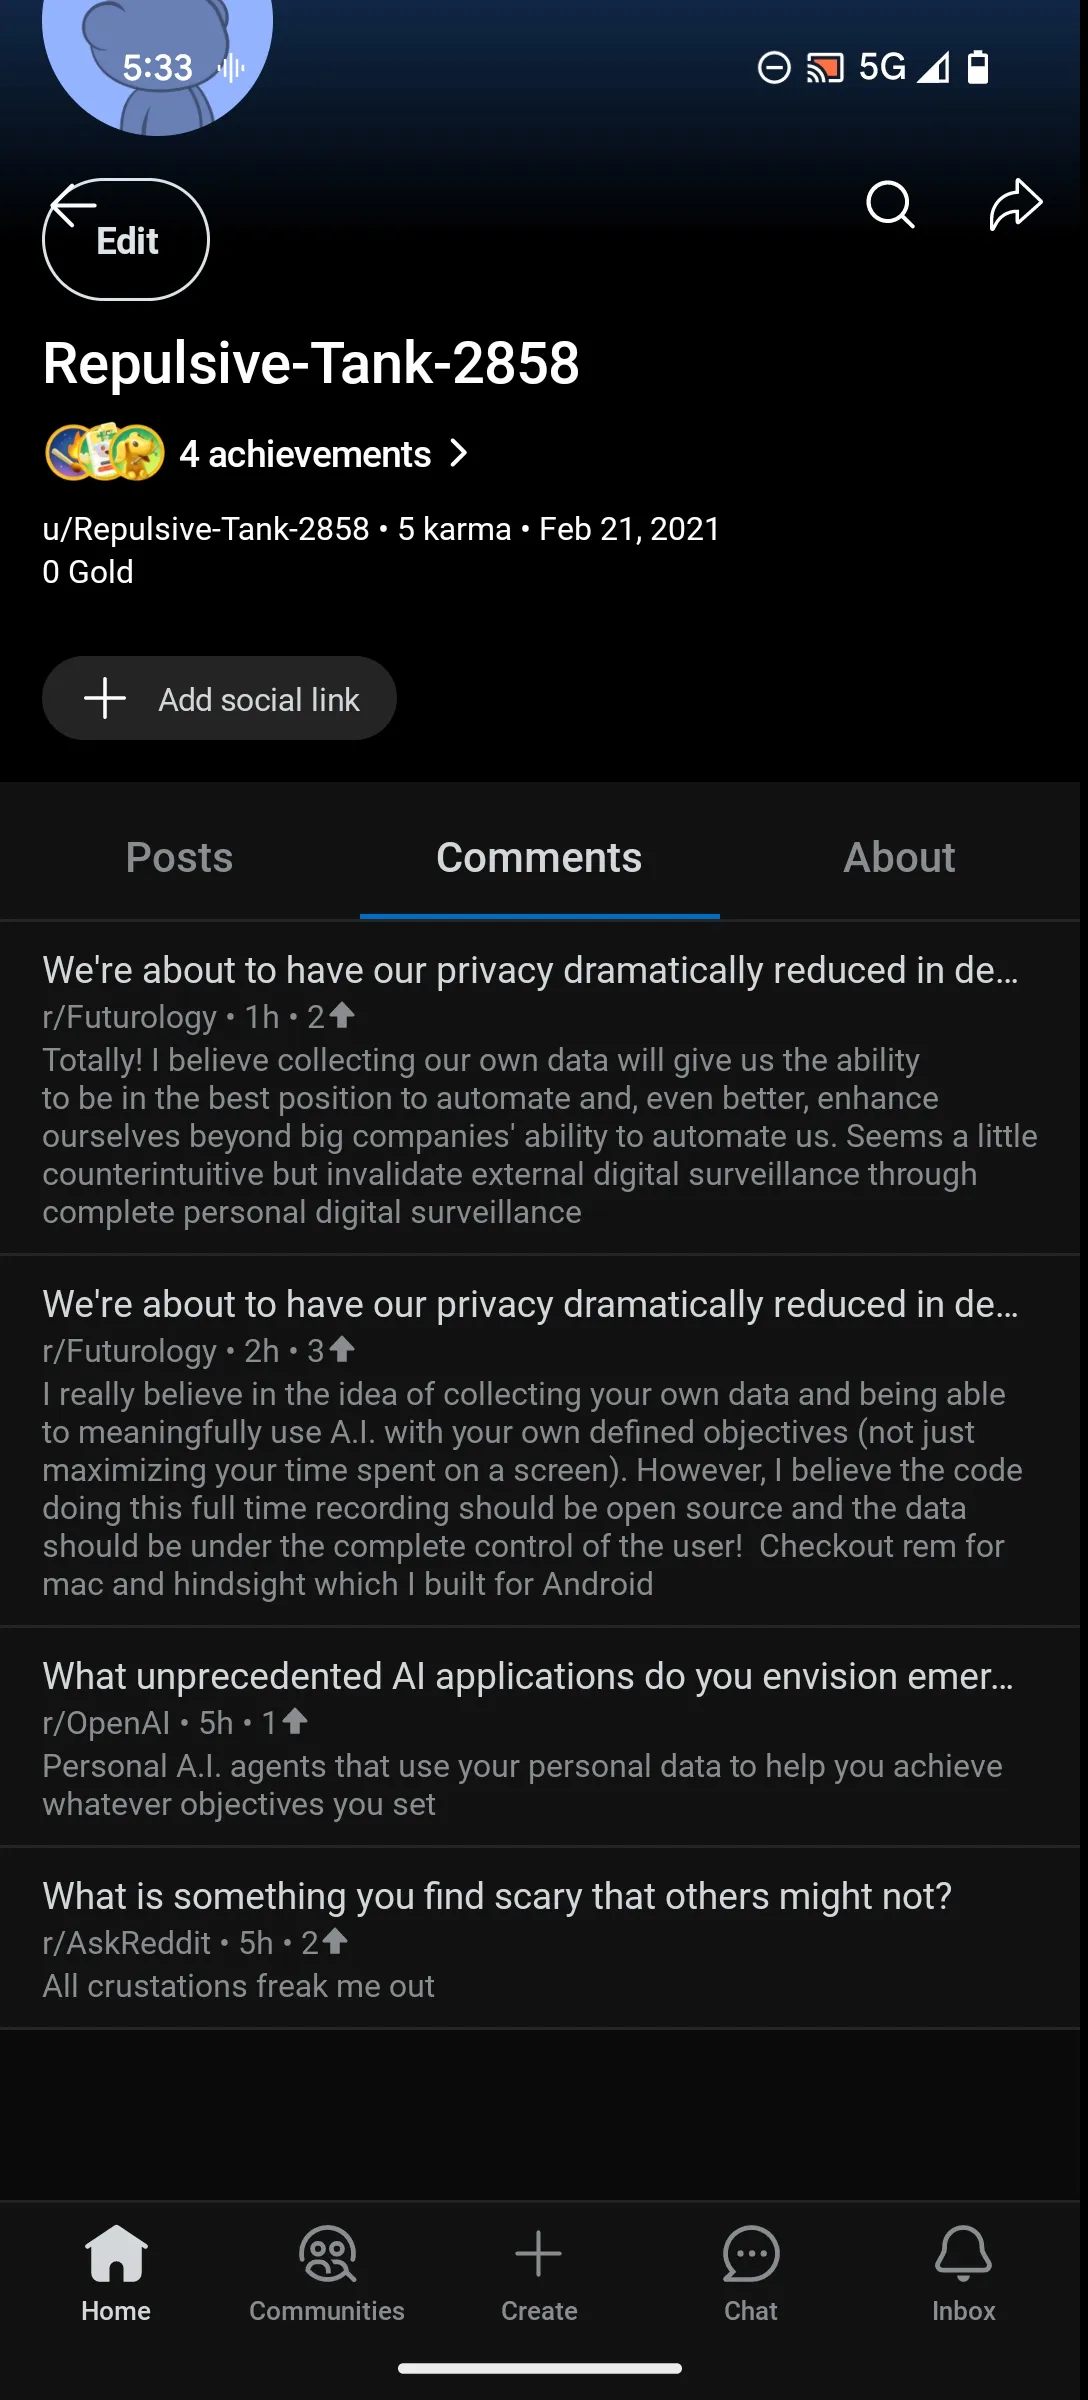 5:33
5G
Edit
Repulsive-Tank-2858
4 achievements
u/Repulsive-Tank-2858 • 5 karma • Feb 21, 2021
0 Gold
Add social link
Posts
Comments
About
We're about to have our privacy dramatically reduced in de...
r/Futurology • 1h • 2
Totally! I believe collecting our own data will give us the ability
to be in the best position to automate and, even better, enhance
ourselves beyond big companies' ability to automate us. Seems a little
counterintuitive but invalidate external digital surveillance through
complete personal digital surveillance
We're about to have our privacy dramatically reduced in de...
r/Futurology • 2h • 3
I really believe in the idea of collecting your own data and being able
to meaningfully use A.I. with your own defined objectives (not just
maximizing your time spent on a screen). However, I believe the code
doing this full time recording should be open source and the data
should be under the complete control of the user!  Checkout rem for
mac and hindsight which I built for Android
What unprecedented AI applications do you envision emer...
r/OpenAI • 5h • 1
Personal A.I. agents that use your personal data to help you achieve
whatever objectives you set
What is something you find scary that others might not?
r/AskReddit • 5h • 2
All crustations freak me out
Home
Communities
Create
Chat
Inbox